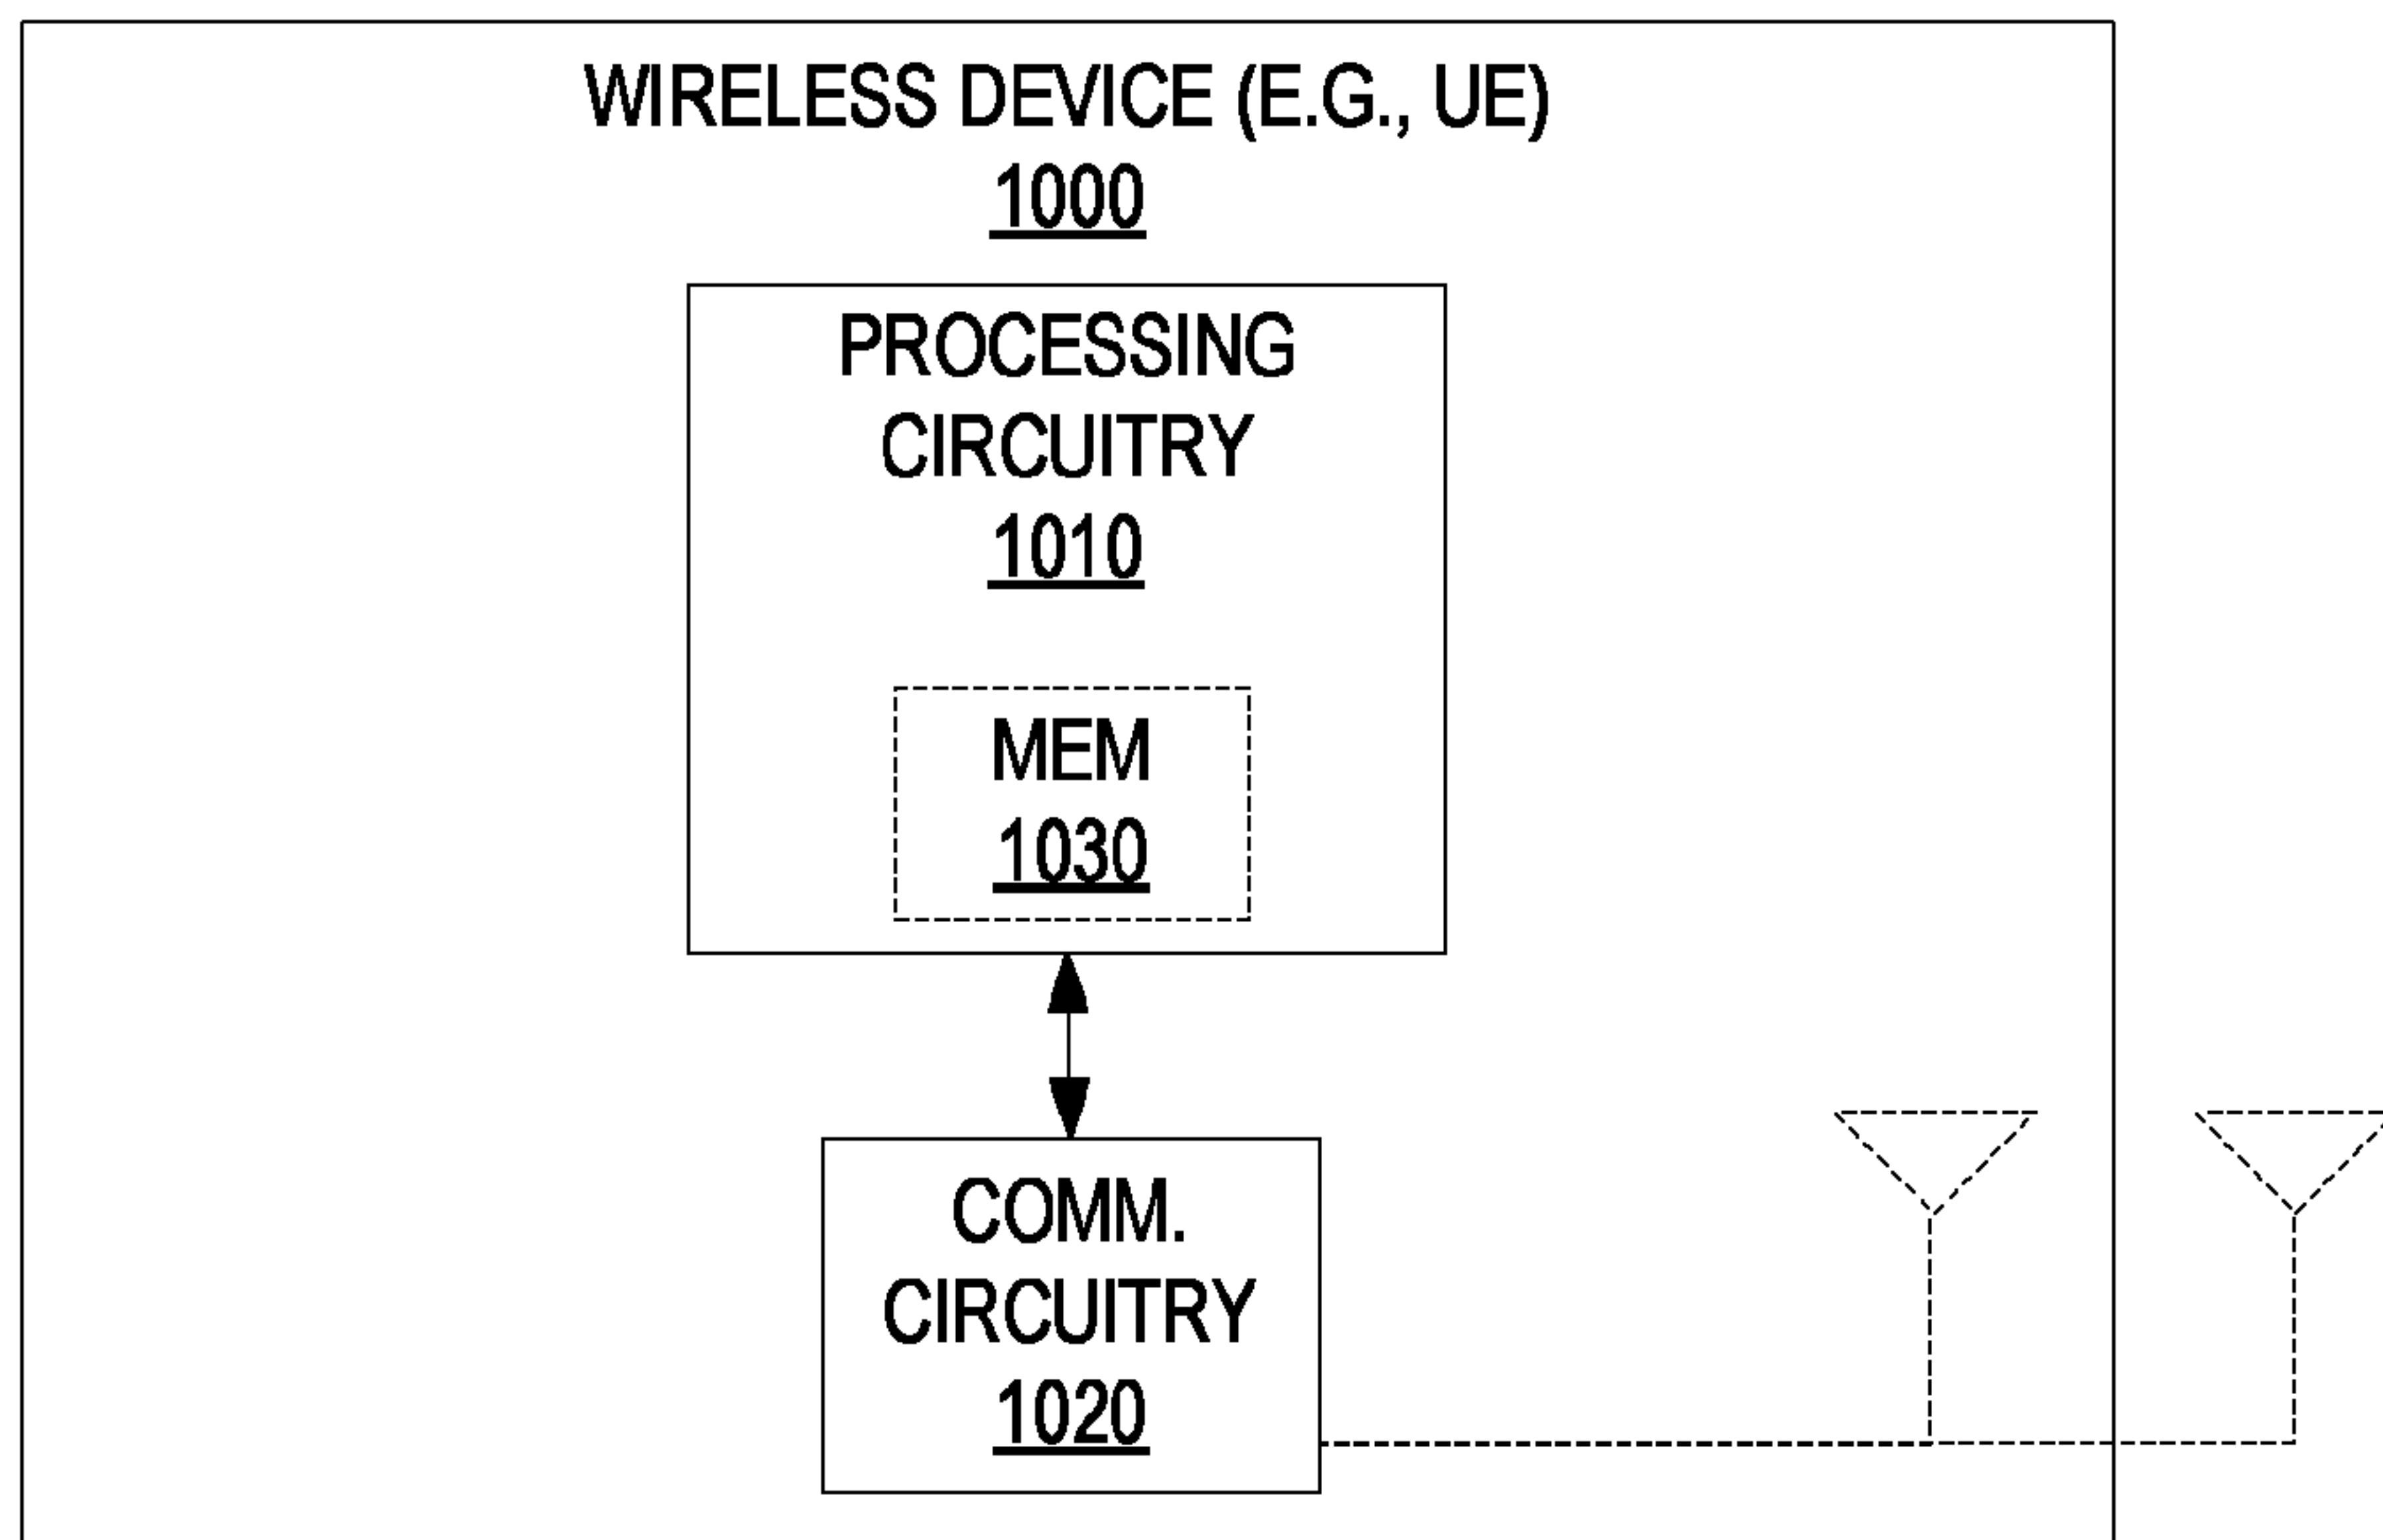 WIRELESS DEVICE (E.G., UE)
1000
PROCESSING
CIRCUITRY
1010
MEM
1030
COMM.
CIRCUITRY
1020